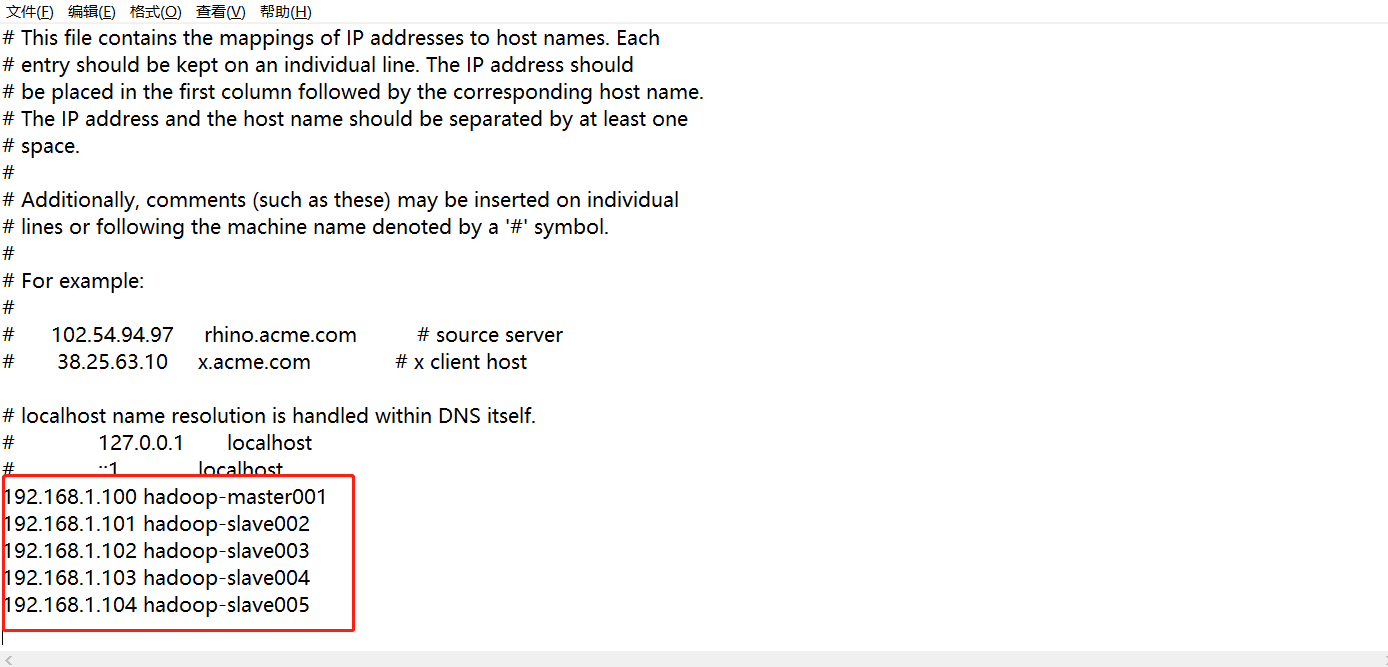 文件(F) 编辑(E) 格式(O) 查看(V) 帮助(H)
# This file contains the mappings of IP addresses to host names. Each
# entry should be kept on an individual line. The IP address should
# be placed in the first column followed by the corresponding host name.
# The IP address and the host name should be separated by at least one
# space.
#
# Additionally, comments (such as these) may be inserted on individual
# lines or following the machine name denoted by a '#' symbol.
#
# For example:
#
# 102.54.94.97 rhino.acme.com # source server
# 38.25.63.10 x.acme.com # x client host
# localhost name resolution is handled within DNS itself.
# 127.0.0.1 localhost
# ::1 localhost
192.168.1.100 hadoop-master001
192.168.1.101 hadoop-slave002
192.168.1.102 hadoop-slave003
192.168.1.103 hadoop-slave004
192.168.1.104 hadoop-slave005